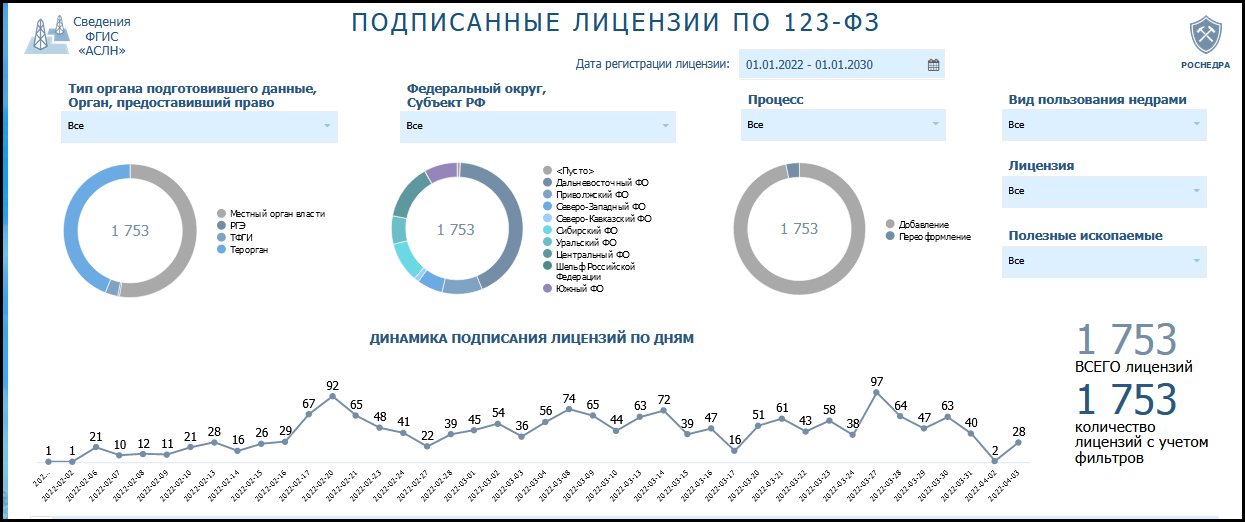 Сведения
ФГИС
«АСЛН»
ПОДПИСАННЫЕ ЛИЦЕНЗИИ ПО 123-ФЗ
РОСНЕДРА
Дата регистрации лицензии:
01.01.2022 - 01.01.2030
Тип органа подготовившего данные,
Орган, предоставивший право
Все
Федеральный округ,
Субъект РФ
Все
Процесс
Все
Вид пользования недрами
Все
Лицензия
Все
Полезные ископаемые
Все
1 753
Местный орган власти
РГЭ
ТФГИ
Терорган
1 753
<Пусто>
Дальневосточный ФО
Приволжский ФО
Северо-Западный ФО
Северо-Кавказский ФО
Сибирский ФО
Уральский ФО
Центральный ФО
Шельф Российской
Федерации
Южный ФО
1 753
Добавление
Переоформление
ДИНАМИКА ПОДПИСАНИЯ ЛИЦЕНЗИЙ ПО ДНЯМ
1 753
ВСЕГО лицензий
1 753
количество
лицензий с учетом
фильтров
1 1 21 10 12 11 21 28 16 26 29 67 92 65 48 41 22 39 45 54 36 56 74 65 44 63 72 39 47 16 51 61 43 58 38 97 64 47 63 40 2 28
202... 2022-02-02 2022-02-06 2022-02-07 2022-02-08 2022-02-09 2022-02-10 2022-02-13 2022-02-14 2022-02-15 2022-02-16 2022-02-17 2022-02-20 2022-02-21 2022-02-23 2022-02-24 2022-02-27 2022-02-28 2022-03-01 2022-03-02 2022-03-03 2022-03-04 2022-03-08 2022-03-09 2022-03-10 2022-03-13 2022-03-14 2022-03-15 2022-03-16 2022-03-17 2022-03-20 2022-03-21 2022-03-22 2022-03-23 2022-03-24 2022-03-27 2022-03-28 2022-03-29 2022-03-30 2022-03-31 2022-04-02 2022-04-03